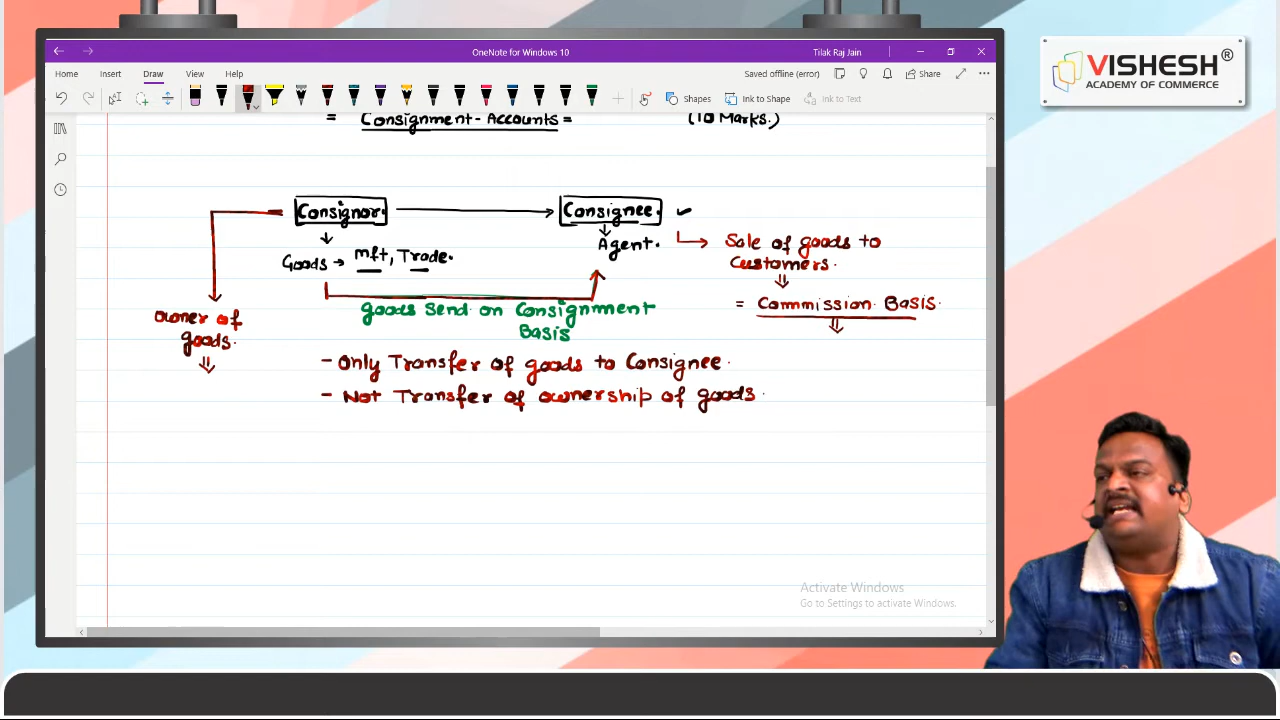 OneNote for Windows 10
Tilak Raj Jain
Home Insert Draw View Help
Saved offline (error)
Share
Shapes
Ink to Shape
Ink to Text
= Consignment-Accounts = (10 Marks.)
Consignor.
Consignee.
Goods → mft, Trade.
Agent.
Sale of goods to
Customers.
= Commission Basis.
goods Send on Consignment
Basis
owner of
goods.
- Only Transfer of goods to Consignee.
- Not Transfer of ownership of goods.
Activate Windows
Go to Settings to activate Windows.
VISHESH®
ACADEMY OF COMMERCE